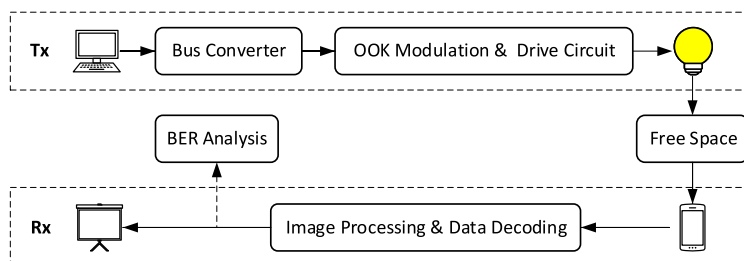 Tx
Bus Converter
OOK Modulation & Drive Circuit
BER Analysis
Free Space
Rx
Image Processing & Data Decoding